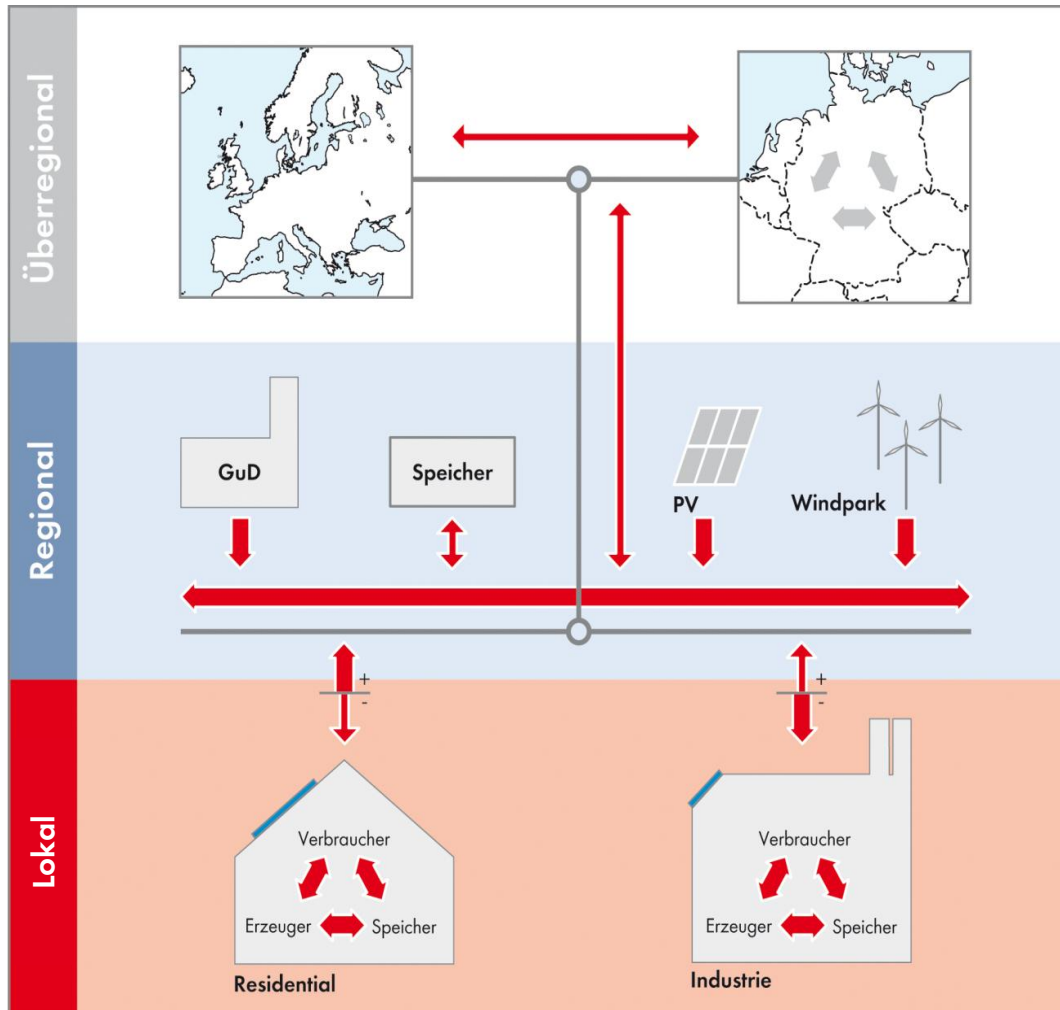 Überregional
Regional
GuD
Speicher
PV
Windpark
+
-
+
-
Lokal
Verbraucher
Erzeuger
Speicher
Residential
Verbraucher
Erzeuger
Speicher
Industrie